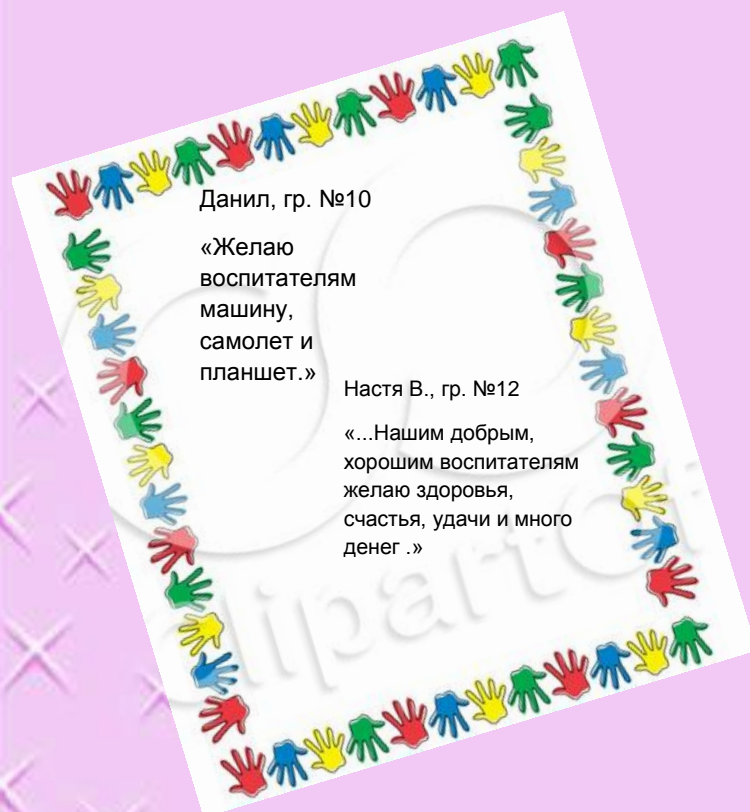 Данил, гр. №10
«Желаю
воспитателям
машину,
самолет и
планшет.»
Настя В., гр. №12
«...Нашим добрым,
хорошим воспитателям
желаю здоровья,
счастья, удачи и много
денег .»
clipartof